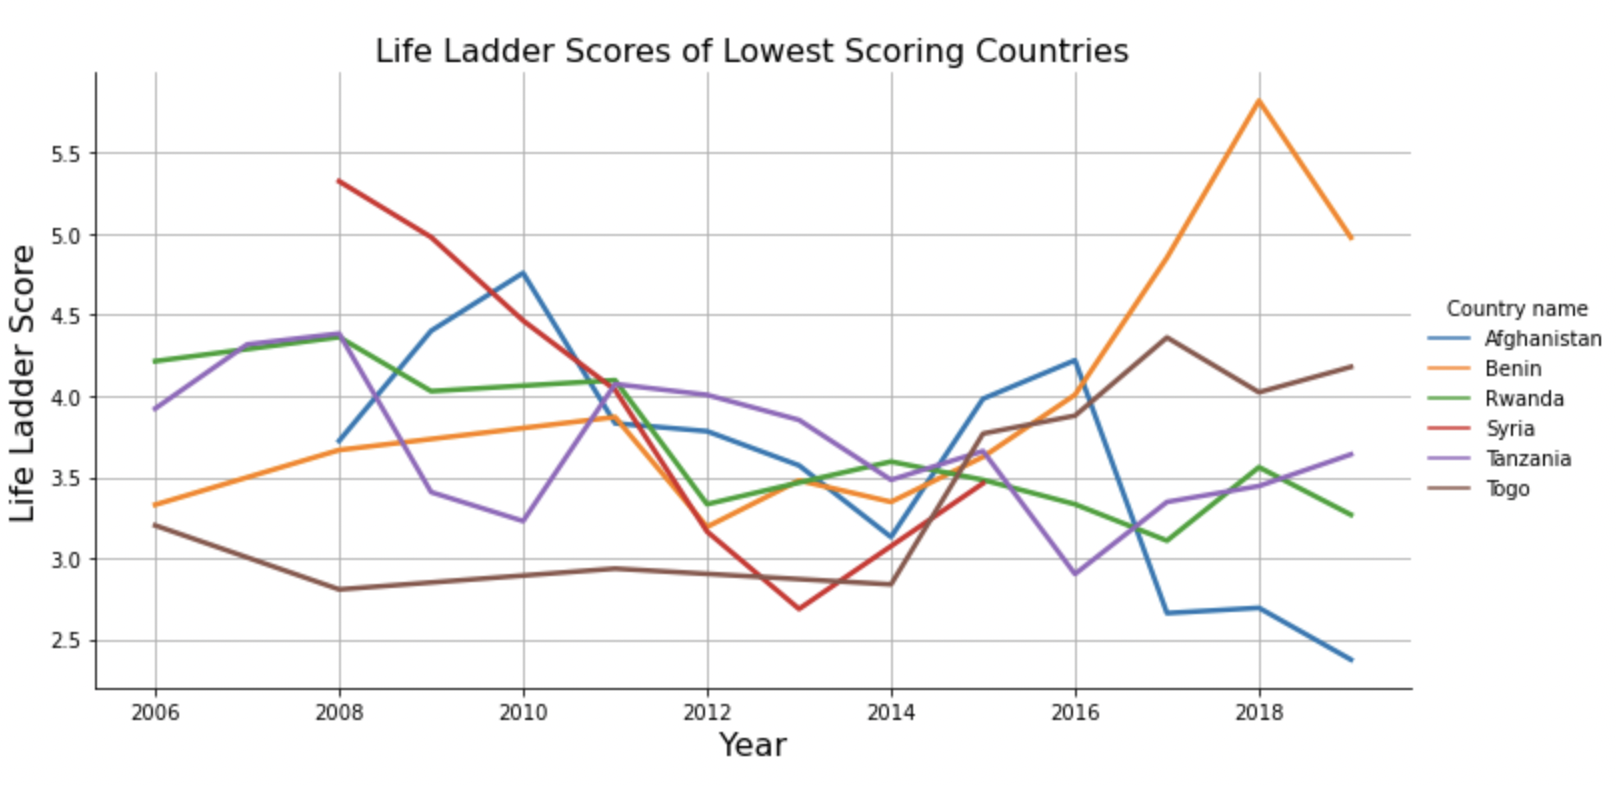 Life Ladder Scores of Lowest Scoring Countries
5.5
5.0
4.5
4.0
3.5
3.0
2.5
Life Ladder Score
2006 2008 2010 2012 2014 2016 2018
Year
Country name
Afghanistan
Benin
Rwanda
Syria
Tanzania
Togo